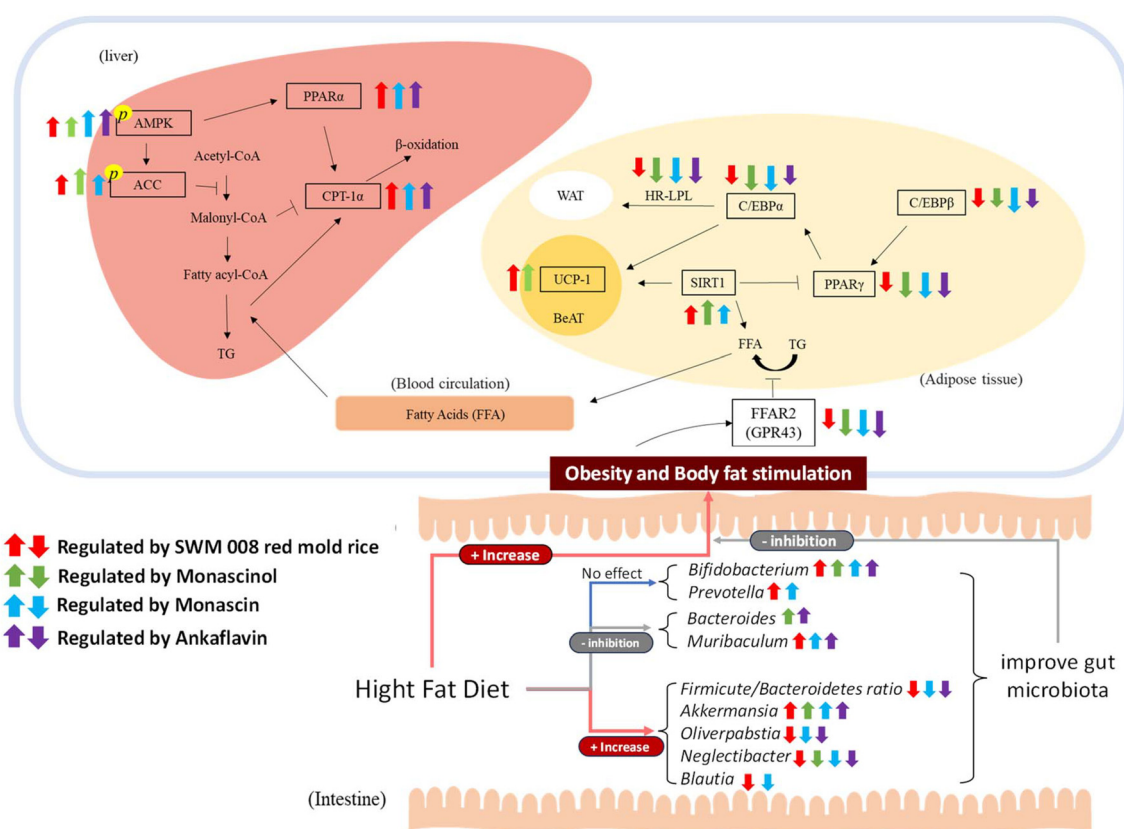 (liver)
p
AMPK
PPARα
p
ACC
Acetyl-CoA
β-oxidation
CPT-1α
Malonyl-CoA
Fatty acyl-CoA
TG
WAT
HR-LPL
C/EBPα
C/EBPβ
UCP-1
SIRT1
PPARγ
BeAT
FFA
TG
(Adipose tissue)
(Blood circulation)
Fatty Acids (FFA)
FFAR2
(GPR43)
Obesity and Body fat stimulation
Regulated by SWM 008 red mold rice
Regulated by Monascinol
Regulated by Monascin
Regulated by Ankaflavin
+ Increase
- inhibition
No effect
Bifidobacterium
Prevotella
Bacteroides
- inhibition
Muribaculum
Hight Fat Diet
improve gut
microbiota
Firmicute/Bacteroidetes ratio
Akkermansia
Oliverpabstia
+ Increase
Neglectibacter
Blautia
(Intestine)